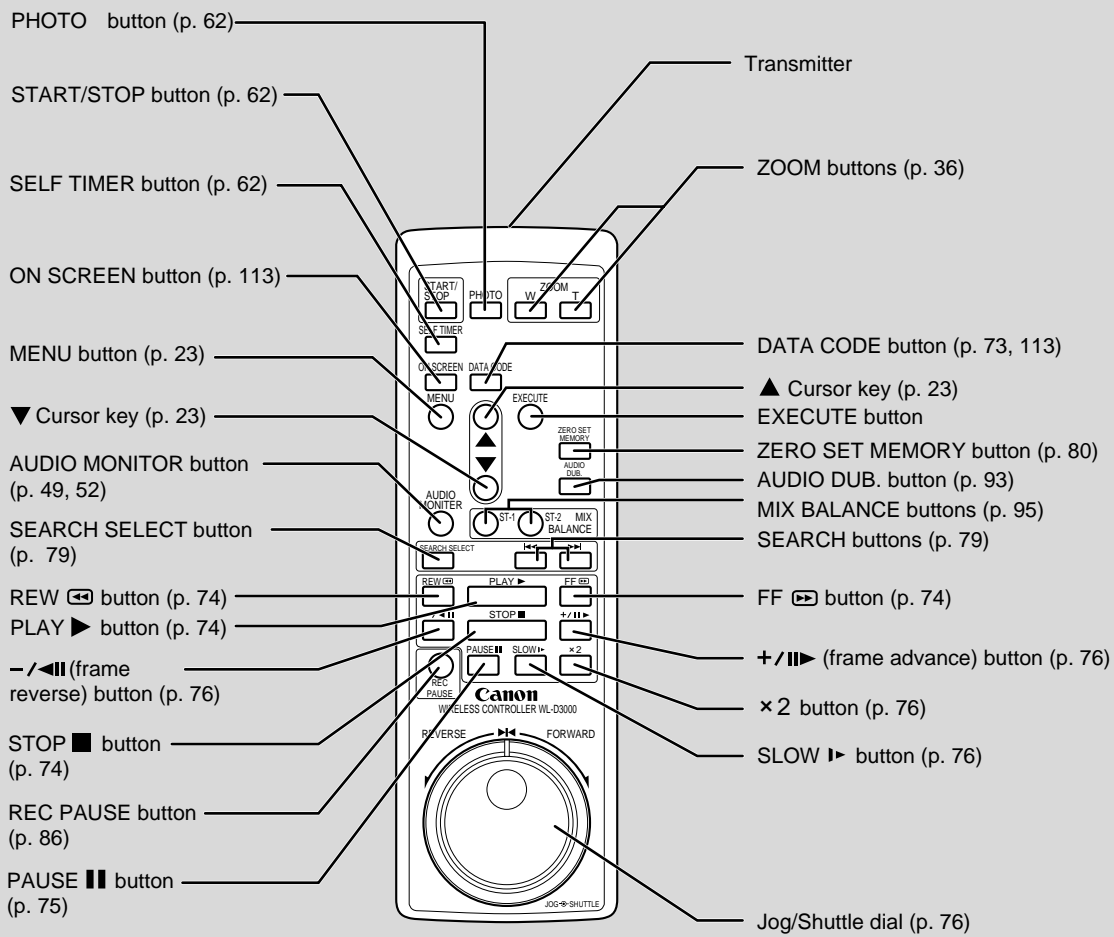 PHOTO button (p. 62)
START/STOP button (p. 62)
SELF TIMER button (p. 62)
ON SCREEN button (p. 113)
MENU button (p. 23)
▼ Cursor key (p. 23)
AUDIO MONITOR button
(p. 49, 52)
SEARCH SELECT button
(p. 79)
REW ◀◀ button (p. 74)
PLAY ▶ button (p. 74)
−/◀II (frame
reverse) button (p. 76)
STOP ■ button
(p. 74)
REC PAUSE button
(p. 86)
PAUSE II button
(p. 75)
START/
STOP
PHOTO
ZOOM
W T
SELF TIMER
ON SCREEN DATA CODE
MENU
EXECUTE
▲
▼
ZERO SET
MEMORY
AUDIO
DUB.
AUDIO
MONITER
ST-1
ST-2
MIX
BALANCE
SEARCH SELECT
I◀◀ ▶▶I
REW ◀◀
PLAY ▶
FF ▶▶
−/◀II
STOP ■
+/II▶
PAUSE II
SLOW I▶
×2
REC
PAUSE
Canon
WIRELESS CONTROLLER WL-D3000
REVERSE ▶I◀ FORWARD
JOG SHUTTLE
Transmitter
ZOOM buttons (p. 36)
DATA CODE button (p. 73, 113)
▲ Cursor key (p. 23)
EXECUTE button
ZERO SET MEMORY button (p. 80)
AUDIO DUB. button (p. 93)
MIX BALANCE buttons (p. 95)
SEARCH buttons (p. 79)
FF ▶▶ button (p. 74)
+/II▶ (frame advance) button (p. 76)
×2 button (p. 76)
SLOW I▶ button (p. 76)
Jog/Shuttle dial (p. 76)